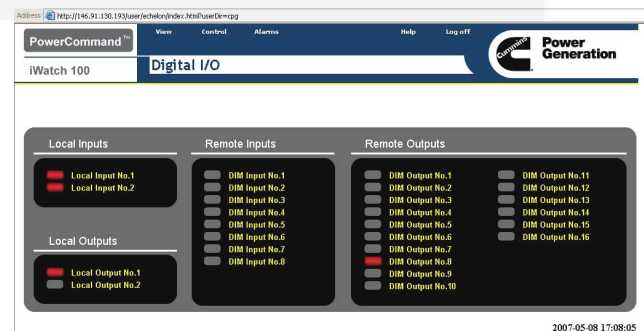 Address http://146.91.130.193/user/echelon/index.htm?userDir=cpg
PowerCommand™
View Control Alarms Help Log off
Cummins
Power
Generation
iWatch 100
Digital I/O
Local Inputs
Local Input No.1
Local Input No.2
Local Outputs
Local Output No.1
Local Output No.2
Remote Inputs
DIM Input No.1
DIM Input No.2
DIM Input No.3
DIM Input No.4
DIM Input No.5
DIM Input No.6
DIM Input No.7
DIM Input No.8
Remote Outputs
DIM Output No.1
DIM Output No.2
DIM Output No.3
DIM Output No.4
DIM Output No.5
DIM Output No.6
DIM Output No.7
DIM Output No.8
DIM Output No.9
DIM Output No.10
DIM Output No.11
DIM Output No.12
DIM Output No.13
DIM Output No.14
DIM Output No.15
DIM Output No.16
2007-05-08 17:08:05